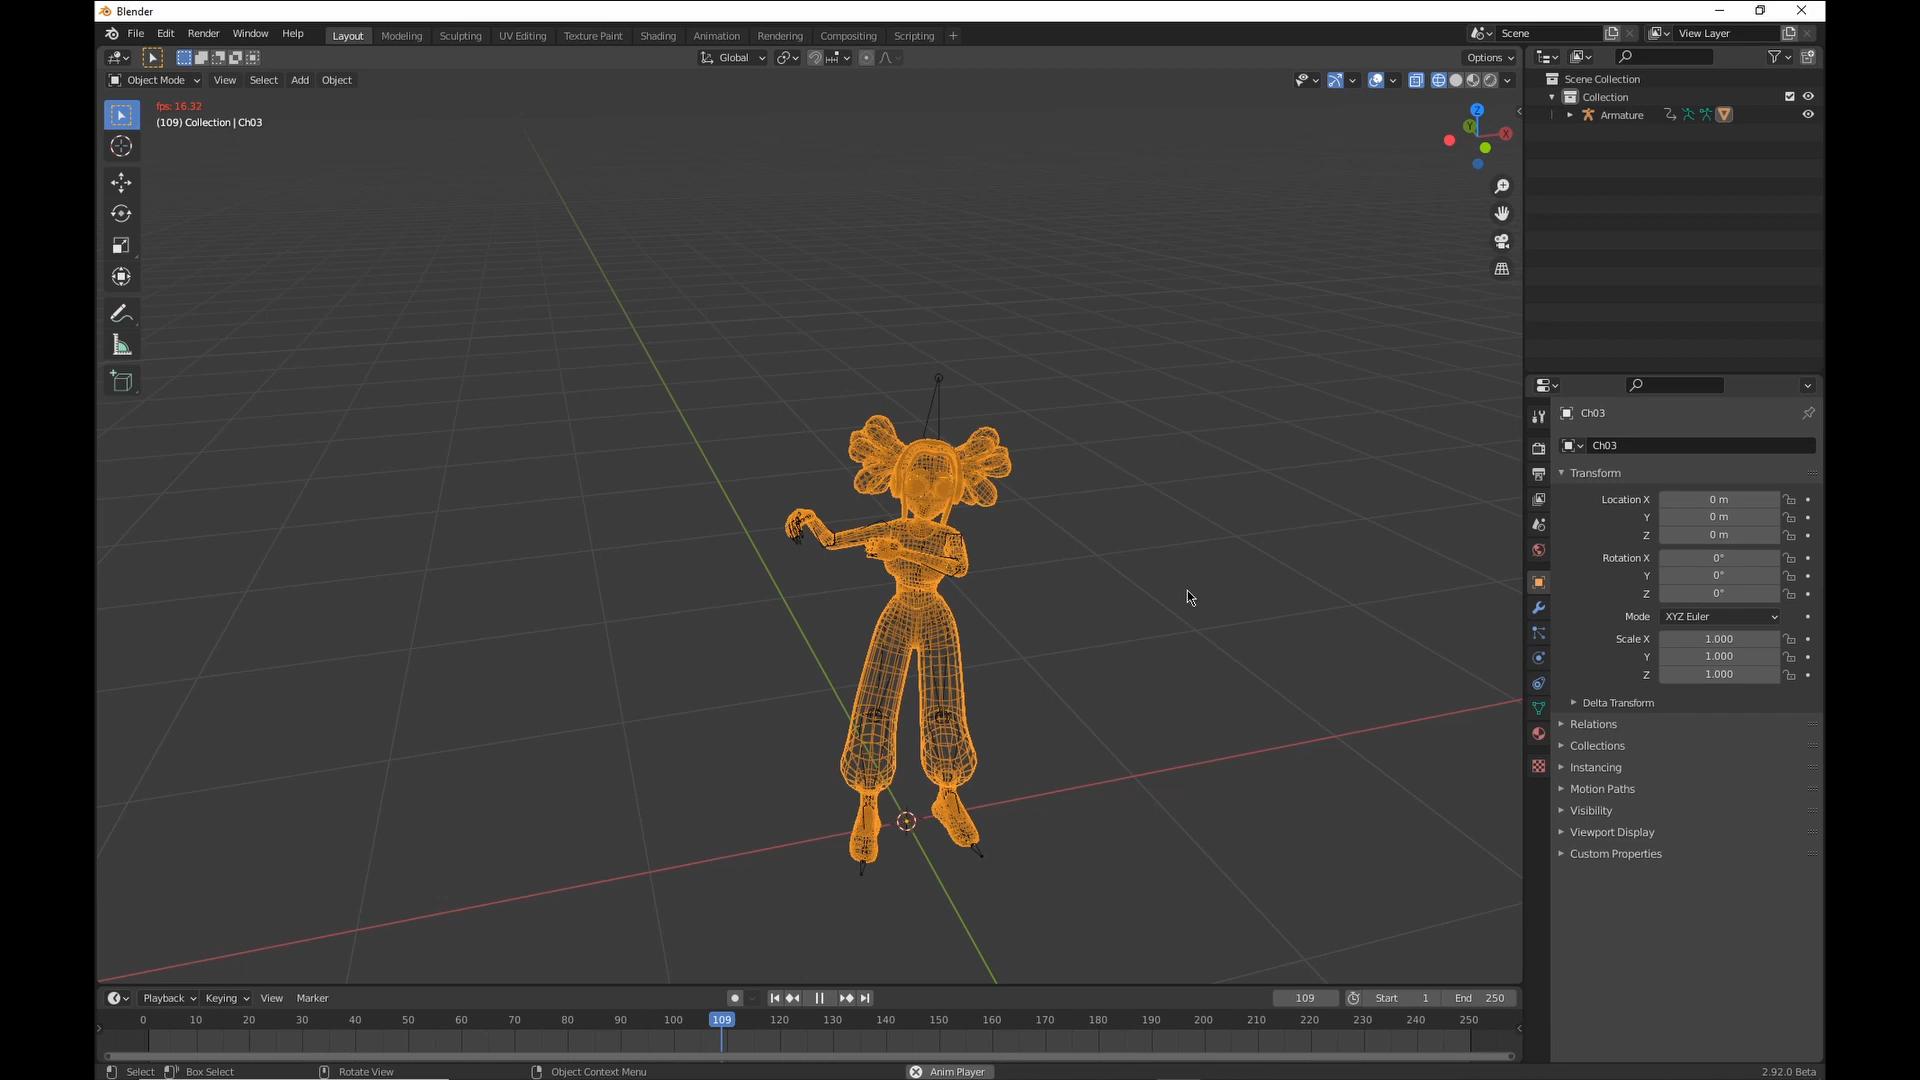 Blender
File Edit Render Window Help
Layout Modeling Sculpting UV Editing Texture Paint Shading Animation Rendering Compositing Scripting +
Scene
View Layer
Global
Options
Object Mode View Select Add Object
fps: 16.32
(109) Collection | Ch03
Z
Y
X
Scene Collection
Collection
Armature
Ch03
Ch03
Transform
Location X 0 m
Y 0 m
Z 0 m
Rotation X 0°
Y 0°
Z 0°
Mode XYZ Euler
Scale X 1.000
Y 1.000
Z 1.000
Delta Transform
Relations
Collections
Instancing
Motion Paths
Visibility
Viewport Display
Custom Properties
Playback Keying View Marker
109 Start 1 End 250
0 10 20 30 40 50 60 70 80 90 100 109 120 130 140 150 160 170 180 190 200 210 220 230 240 250
Select Box Select Rotate View Object Context Menu Anim Player 2.92.0 Beta